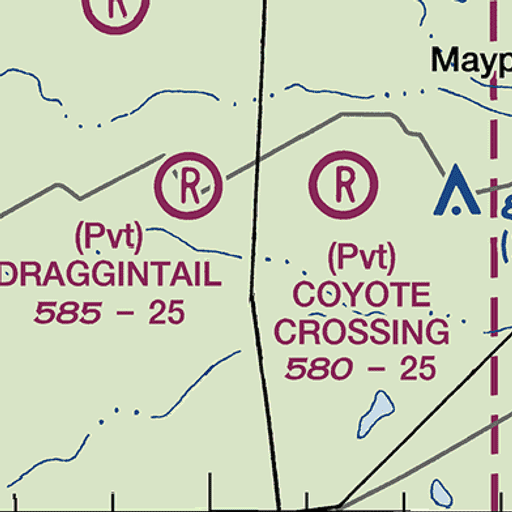 R
Mayp
R
R
(Pvt)
DRAGGINTAIL
585 - 25
(Pvt)
COYOTE
CROSSING
580 - 25